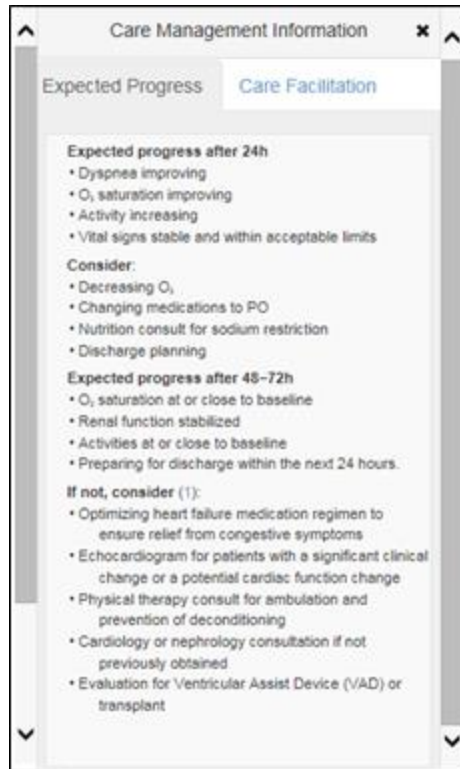 Care Management Information ×
Expected Progress Care Facilitation
Expected progress after 24h
• Dyspnea improving
• O₂ saturation improving
• Activity increasing
• Vital signs stable and within acceptable limits
Consider:
• Decreasing O₂
• Changing medications to PO
• Nutrition consult for sodium restriction
• Discharge planning
Expected progress after 48–72h
• O₂ saturation at or close to baseline
• Renal function stabilized
• Activities at or close to baseline
• Preparing for discharge within the next 24 hours.
If not, consider (1):
• Optimizing heart failure medication regimen to
ensure relief from congestive symptoms
• Echocardiogram for patients with a significant clinical
change or a potential cardiac function change
• Physical therapy consult for ambulation and
prevention of deconditioning
• Cardiology or nephrology consultation if not
previously obtained
• Evaluation for Ventricular Assist Device (VAD) or
transplant